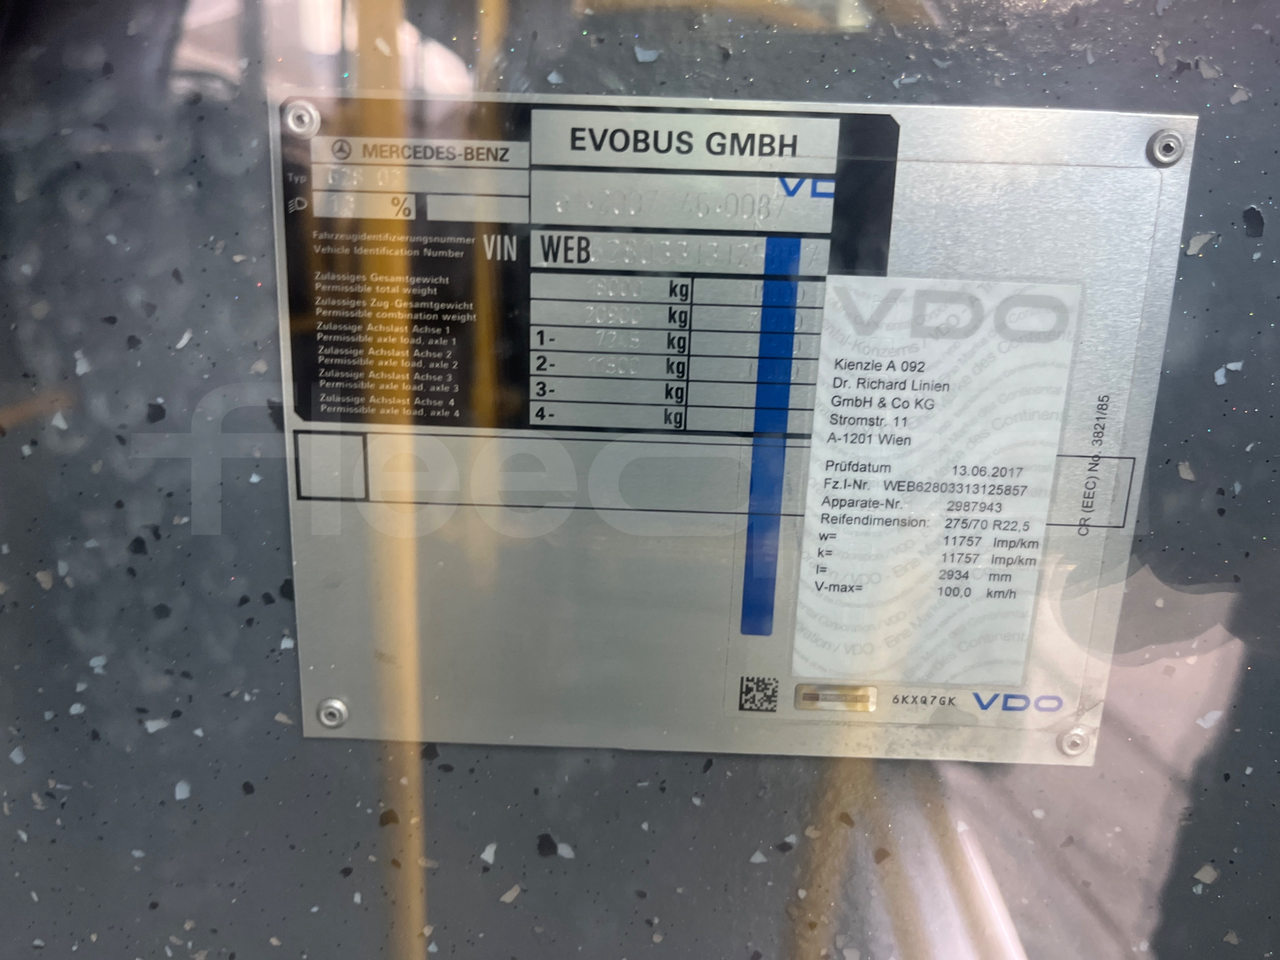 EVOBUS GMBH
MERCEDES-BENZ
Typ 628 03
VD
13 %
Fahrzeugidentifizierungsnummer
Vehicle Identification Number
VIN WEB
Zulässiges Gesamtgewicht
Permissible total weight
kg
Zulässiges Zug-Gesamtgewicht
Permissible combination weight
kg
Zulässige Achslast Achse 1
Permissible axle load, axle 1
1- kg
Zulässige Achslast Achse 2
Permissible axle load, axle 2
2- kg
Zulässige Achslast Achse 3
Permissible axle load, axle 3
3- kg
Zulässige Achslast Achse 4
Permissible axle load, axle 4
4- kg
VDO
Kienzle A 092
Dr. Richard Linien
GmbH & Co KG
Stromstr. 11
A-1201 Wien
Prüfdatum 13.06.2017
Fz.I-Nr. WEB62803313125857
Apparate-Nr. 2987943
Reifendimension: 275/70 R22,5
w= 11757 Imp/km
k= 11757 Imp/km
l= 2934 mm
V-max= 100,0 km/h
CR (EEC) No. 3821/85
6KXQ7GK VDO